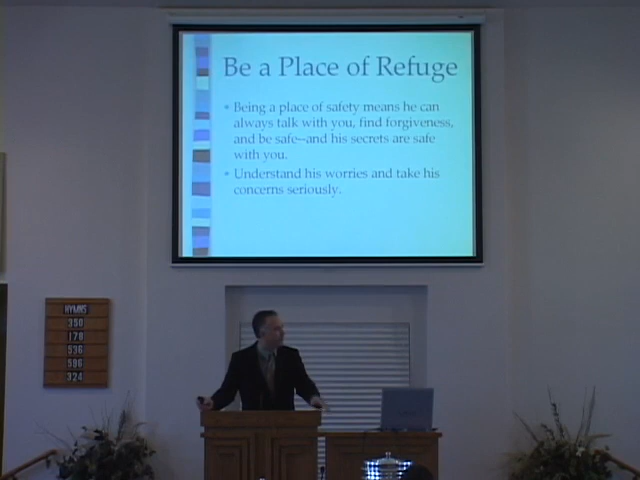 Be a Place of Refuge
• Being a place of safety means he can
always talk with you, find forgiveness,
and be safe—and his secrets are safe
with you.
• Understand his worries and take his
concerns seriously.
HYMNS
350
178
536
596
324